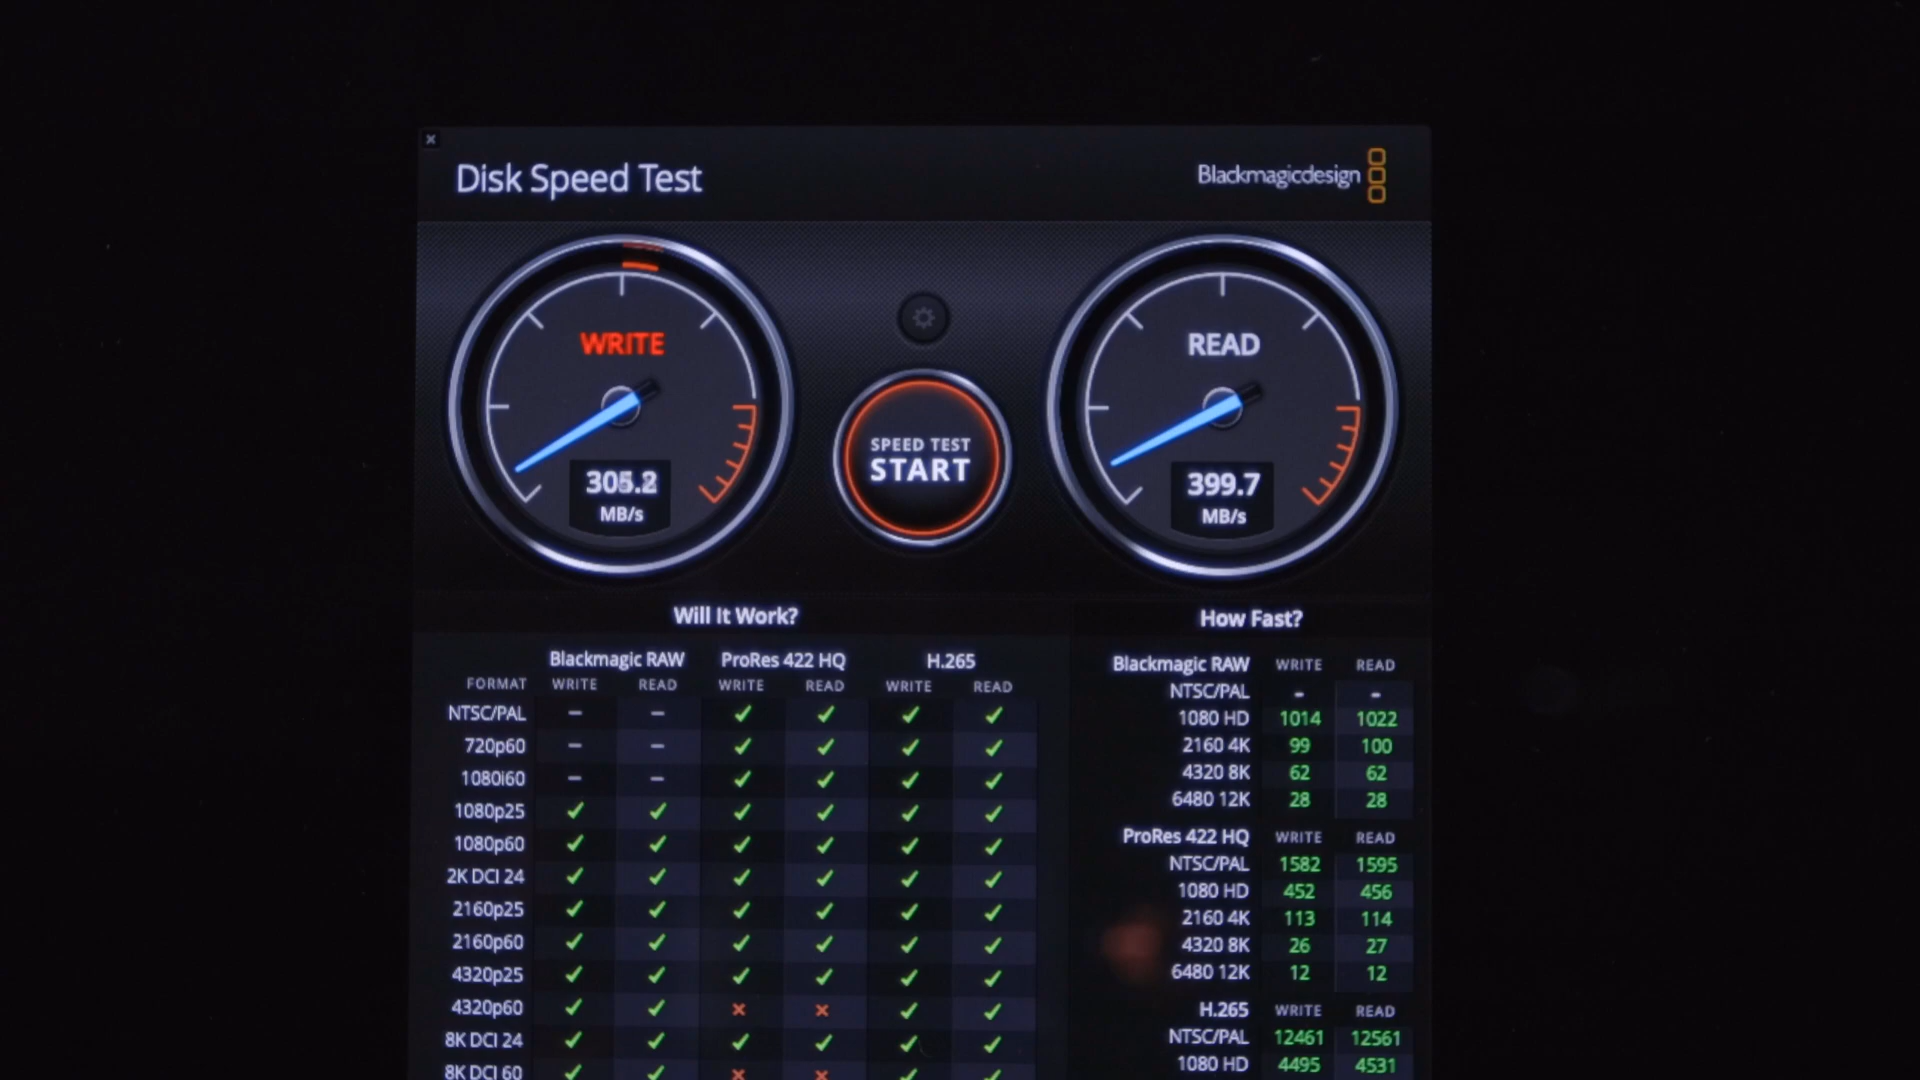 Disk Speed Test
Blackmagicdesign
WRITE
MB/s
SPEED TEST
START
READ
399.7
MB/s
Will It Work?
Blackmagic RAW ProRes 422 HQ H.265
FORMAT WRITE READ WRITE READ WRITE READ
NTSC/PAL – – ✓ ✓ ✓ ✓
720p60 – – ✓ ✓ ✓ ✓
1080i60 – – ✓ ✓ ✓ ✓
1080p25 ✓ ✓ ✓ ✓ ✓ ✓
1080p60 ✓ ✓ ✓ ✓ ✓ ✓
2K DCI 24 ✓ ✓ ✓ ✓ ✓ ✓
2160p25 ✓ ✓ ✓ ✓ ✓ ✓
2160p60 ✓ ✓ ✓ ✓ ✓ ✓
4320p25 ✓ ✓ ✓ ✓ ✓ ✓
4320p60 ✓ ✓ × × ✓ ✓
8K DCI 24 ✓ ✓ ✓ ✓ ✓ ✓
8K DCI 60 ✓ ✓ × × ✓ ✓
How Fast?
Blackmagic RAW WRITE READ
NTSC/PAL - -
1080 HD 1014 1022
2160 4K 99 100
4320 8K 62 62
6480 12K 28 28
ProRes 422 HQ WRITE READ
NTSC/PAL 1582 1595
1080 HD 452 456
2160 4K 113 114
4320 8K 26 27
6480 12K 12 12
H.265 WRITE READ
NTSC/PAL 12461 12561
1080 HD 4495 4531